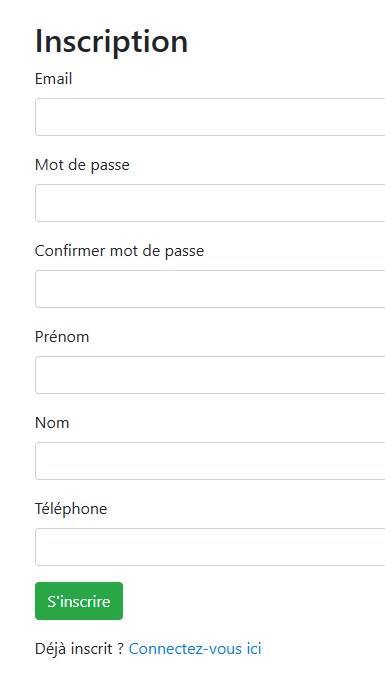 Inscription
Email
Mot de passe
Confirmer mot de passe
Prénom
Nom
Téléphone
S'inscrire
Déjà inscrit ? Connectez-vous ici